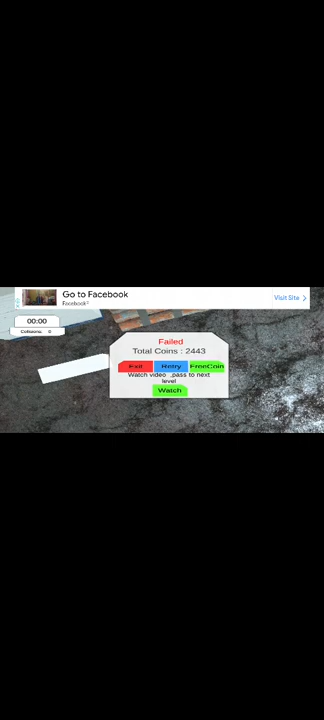 Go to Facebook
Facebook®
Visit Site
00:00
Collisions: 0
Failed
Total Coins : 2443
Exit
Retry
FreeCoin
Watch video ,pass to next
level
Watch